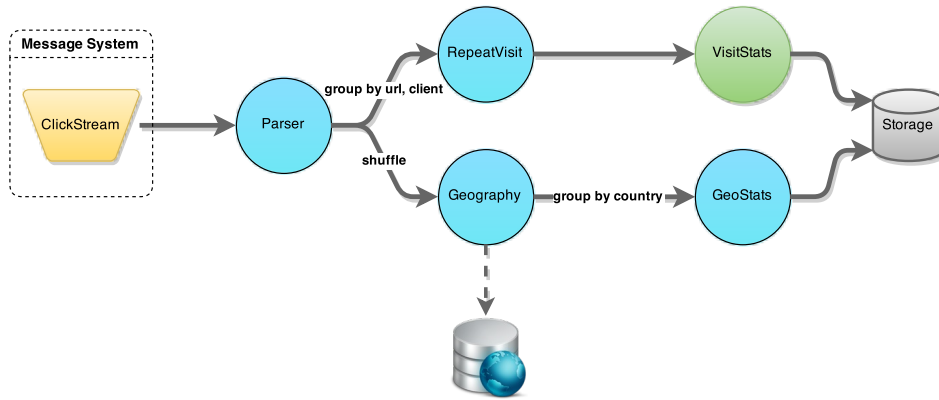 Message System
ClickStream
Parser
group by url, client
shuffle
RepeatVisit
VisitStats
Geography
group by country
GeoStats
Storage